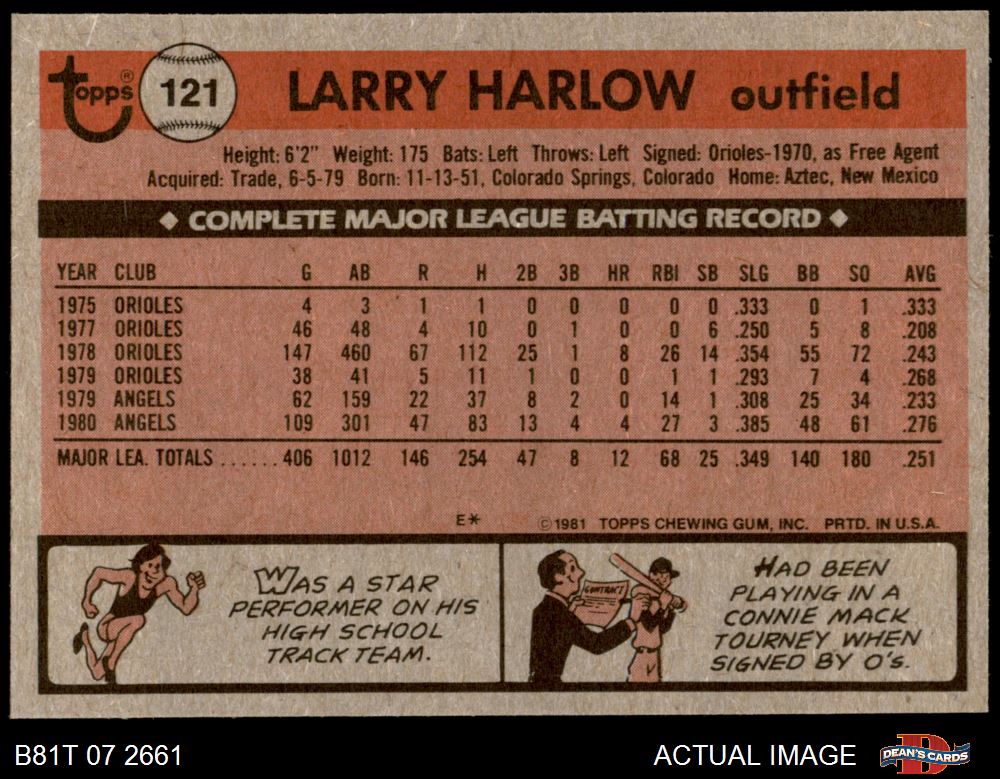 Topps ® 121 LARRY HARLOW outfield
Height: 6'2" Weight: 175 Bats: Left Throws: Left Signed: Orioles-1970, as Free Agent
Acquired: Trade, 6-5-79 Born: 11-13-51, Colorado Springs, Colorado Home: Aztec, New Mexico
◆ COMPLETE MAJOR LEAGUE BATTING RECORD ◆
YEAR CLUB G AB R H 2B 3B HR RBI SB SLG BB SO AVG
1975 ORIOLES 4 3 1 1 0 0 0 0 0 .333 0 1 .333
1977 ORIOLES 46 48 4 10 0 1 0 0 6 .250 5 8 .208
1978 ORIOLES 147 460 67 112 25 1 8 26 14 .354 55 72 .243
1979 ORIOLES 38 41 5 11 1 0 0 1 1 .293 7 4 .268
1979 ANGELS 62 159 22 37 8 2 0 14 1 .308 25 34 .233
1980 ANGELS 109 301 47 83 13 4 4 27 3 .385 48 61 .276
MAJOR LEA. TOTALS ...... 406 1012 146 254 47 8 12 68 25 .349 140 180 .251
E* © 1981 TOPPS CHEWING GUM, INC. PRTD. IN U.S.A.
WAS A STAR
PERFORMER ON HIS
HIGH SCHOOL
TRACK TEAM.
CONTRACT
HAD BEEN
PLAYING IN A
CONNIE MACK
TOURNEY WHEN
SIGNED BY O's.
B81T 07 2661 ACTUAL IMAGE DEAN'S CARDS